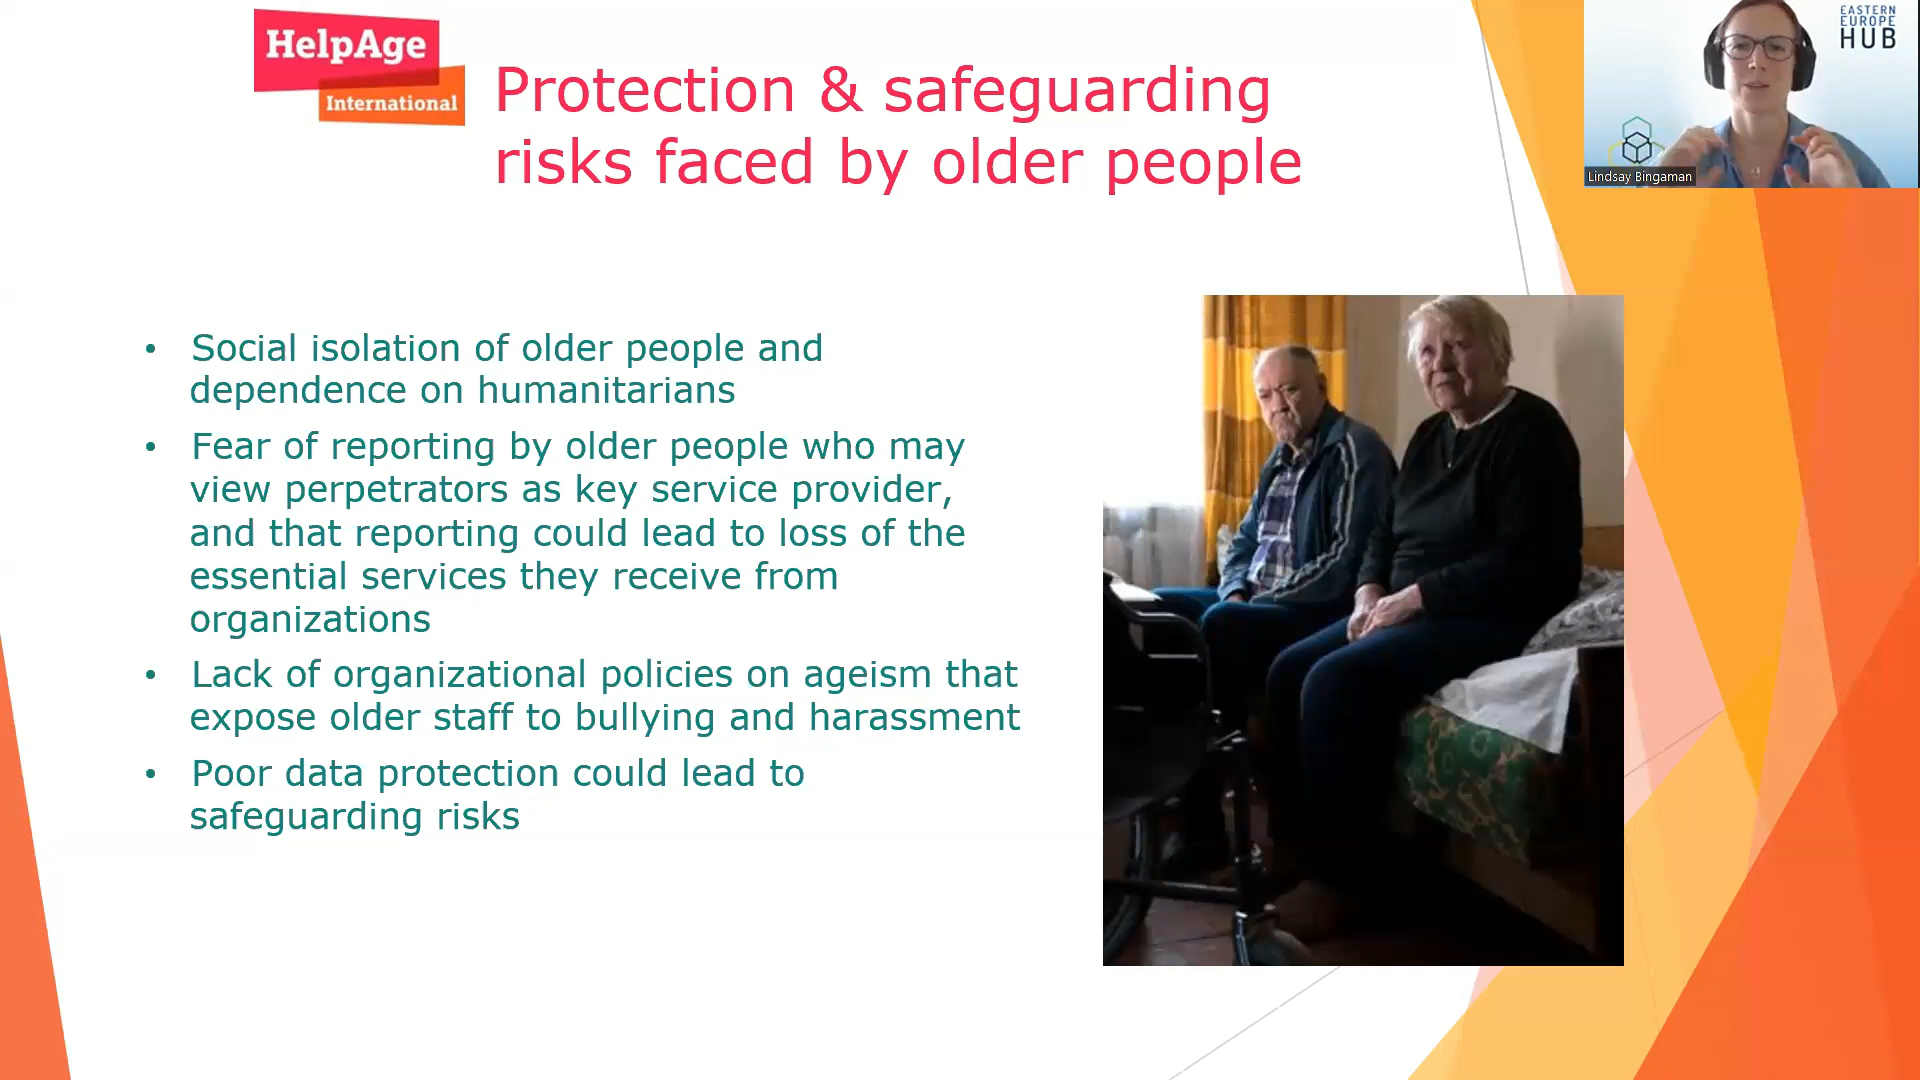 HelpAge
International
Protection & safeguarding
risks faced by older people
EASTERN
EUROPE
HUB
Lindsay Bingaman
• Social isolation of older people and
dependence on humanitarians
• Fear of reporting by older people who may
view perpetrators as key service provider,
and that reporting could lead to loss of the
essential services they receive from
organizations
• Lack of organizational policies on ageism that
expose older staff to bullying and harassment
• Poor data protection could lead to
safeguarding risks